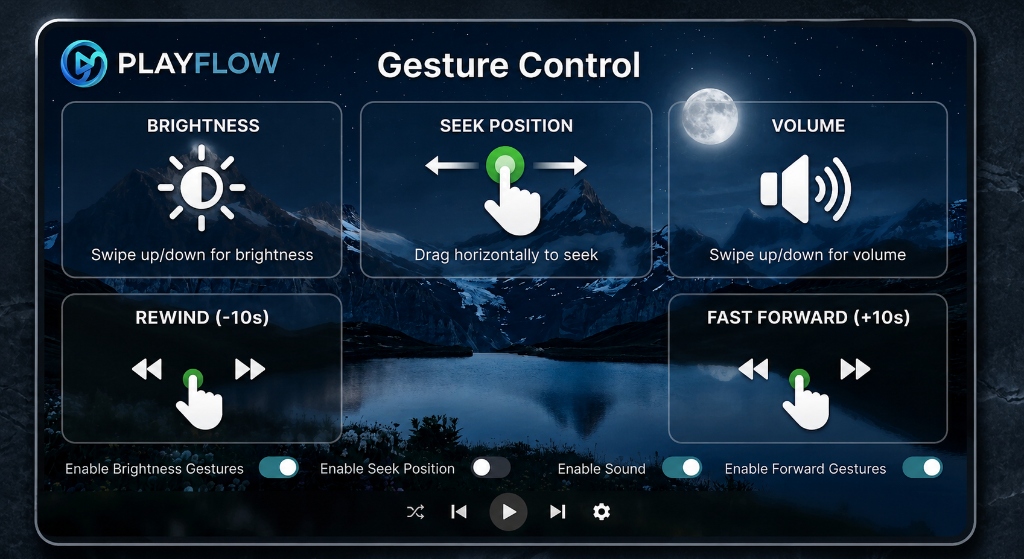 PLAYFLOW
Gesture Control
BRIGHTNESS
Swipe up/down for brightness
SEEK POSITION
Drag horizontally to seek
VOLUME
Swipe up/down for volume
REWIND (-10s)
FAST FORWARD (+10s)
Enable Brightness Gestures
Enable Seek Position
Enable Sound
Enable Forward Gestures